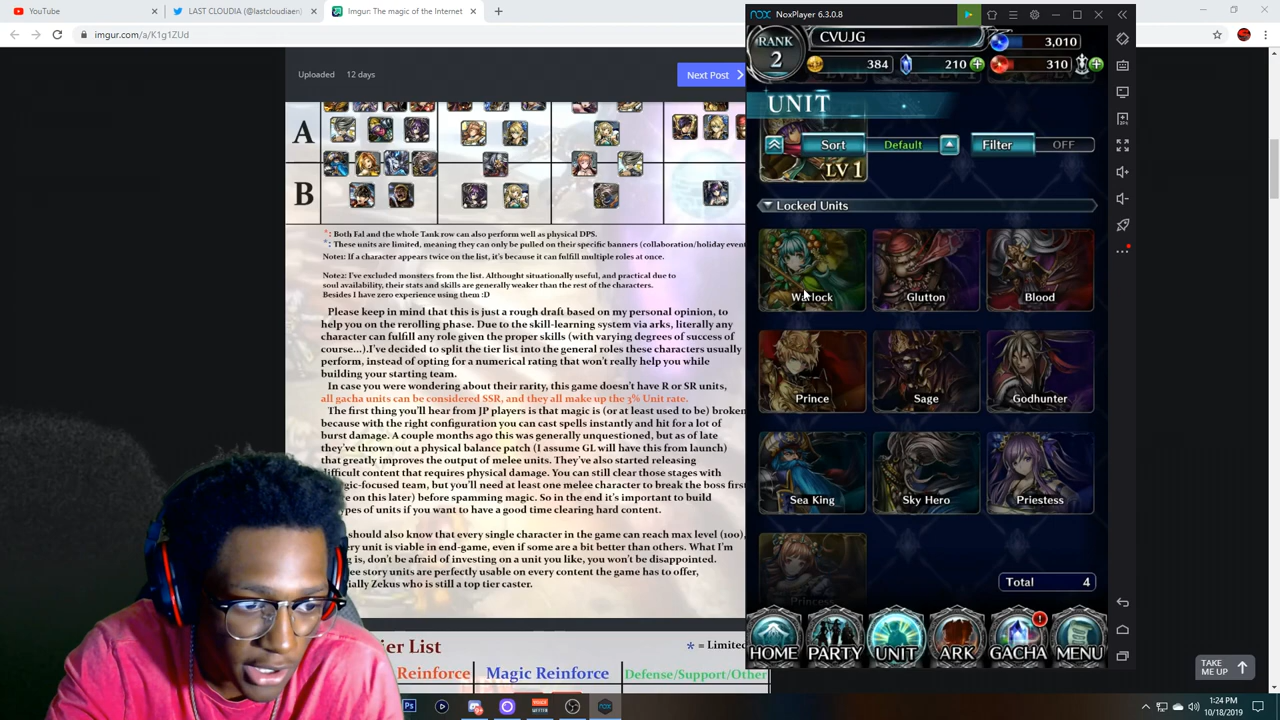 YouTube
LAST CLOUDIA (@lastcloudiaen)
Imgur: The magic of the Internet
imgur.com/a/K1g1ZUd
Uploaded 12 days
Next Post
A
B
*: Both Fal and the whole Tank row can also perform well as physical DPS.
*: These units are limited, meaning they can only be pulled on their specific banners (collaboration/holiday even
Note1: If a character appears twice on the list, it's because it can fulfill multiple roles at once.
Note2: I've excluded monsters from the list. Althought situationally useful, and practical due to
soul availability, their stats and skills are generally weaker than the rest of the characters.
Besides I have zero experience using them :D
Please keep in mind that this is just a rough draft based on my personal opinion, to
help you on the rerolling phase. Due to the skill-learning system via arks, literally any
character can fulfill any role given the proper skills (with varying degrees of success of
course...).I've decided to split the tier list into the general roles these characters usually
perform, instead of opting for a numerical rating that won't really help you while
building your starting team.
In case you were wondering about their rarity, this game doesn't have R or SR units,
all gacha units can be considered SSR, and they all make up the 3% Unit rate.
The first thing you'll hear from JP players is that magic is (or at least used to be) broken
because with the right configuration you can cast spells instantly and hit for a lot of
burst damage. A couple months ago this was generally unquestioned, but as of late
they've thrown out a physical balance patch (I assume GL will have this from launch)
that greatly improves the output of melee units. They've also started releasing
difficult content that requires physical damage. You can still clear those stages with
gic-focused team, but you'll need at least one melee character to break the boss first
e on this later) before spamming magic. So in the end it's important to build
ypes of units if you want to have a good time clearing hard content.
should also know that every single character in the game can reach max level (100),
ry unit is viable in end-game, even if some are a bit better than others. What I'm
g is, don't be afraid of investing on a unit you like, you won't be disappointed.
ee story units are perfectly usable on every content the game has to offer,
ially Zekus who is still a top tier caster.
ier List
* = Limited
Reinforce
Magic Reinforce
Defense/Support/Other
NOX NoxPlayer 6.3.0.8
RANK
2
CVUJG
3,010
384
210
310
UNIT
Sort
Default
Filter
OFF
LV 1
Locked Units
Warlock
Glutton
Blood
Prince
Sage
Godhunter
Sea King
Sky Hero
Priestess
Princess
Total 4
HOME
PARTY
UNIT
ARK
GACHA
MENU
TAKE
ME UP
1:24 PM
10/18/2019